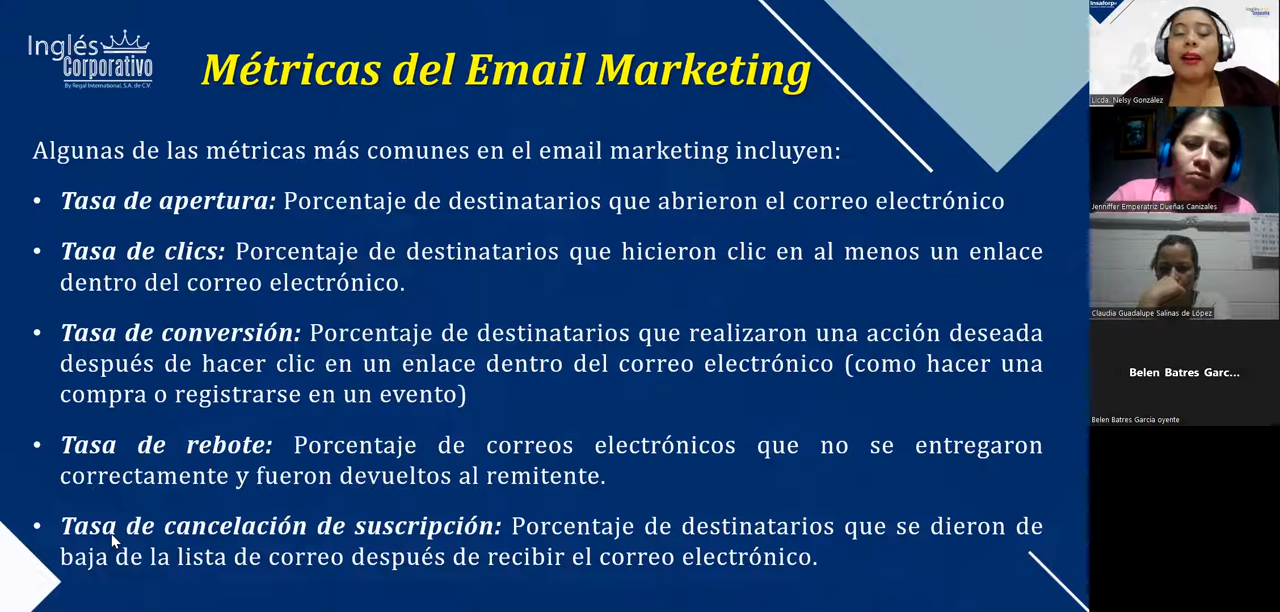 Inglés
Corporativo
By Regal International, S.A. de C.V.
Métricas del Email Marketing
Algunas de las métricas más comunes en el email marketing incluyen:
• Tasa de apertura: Porcentaje de destinatarios que abrieron el correo electrónico
• Tasa de clics: Porcentaje de destinatarios que hicieron clic en al menos un enlace
dentro del correo electrónico.
• Tasa de conversión: Porcentaje de destinatarios que realizaron una acción deseada
después de hacer clic en un enlace dentro del correo electrónico (como hacer una
compra o registrarse en un evento)
• Tasa de rebote: Porcentaje de correos electrónicos que no se entregaron
correctamente y fueron devueltos al remitente.
• Tasa de cancelación de suscripción: Porcentaje de destinatarios que se dieron de
baja de la lista de correo después de recibir el correo electrónico.
Insaforp
Inglés
Corporativo
Licda. Nelsy González
Jenniffer Emperatriz Dueñas Canizales
Claudia Guadalupe Salinas de López
Belen Batres Garc...
Belen Batres Garcia oyente